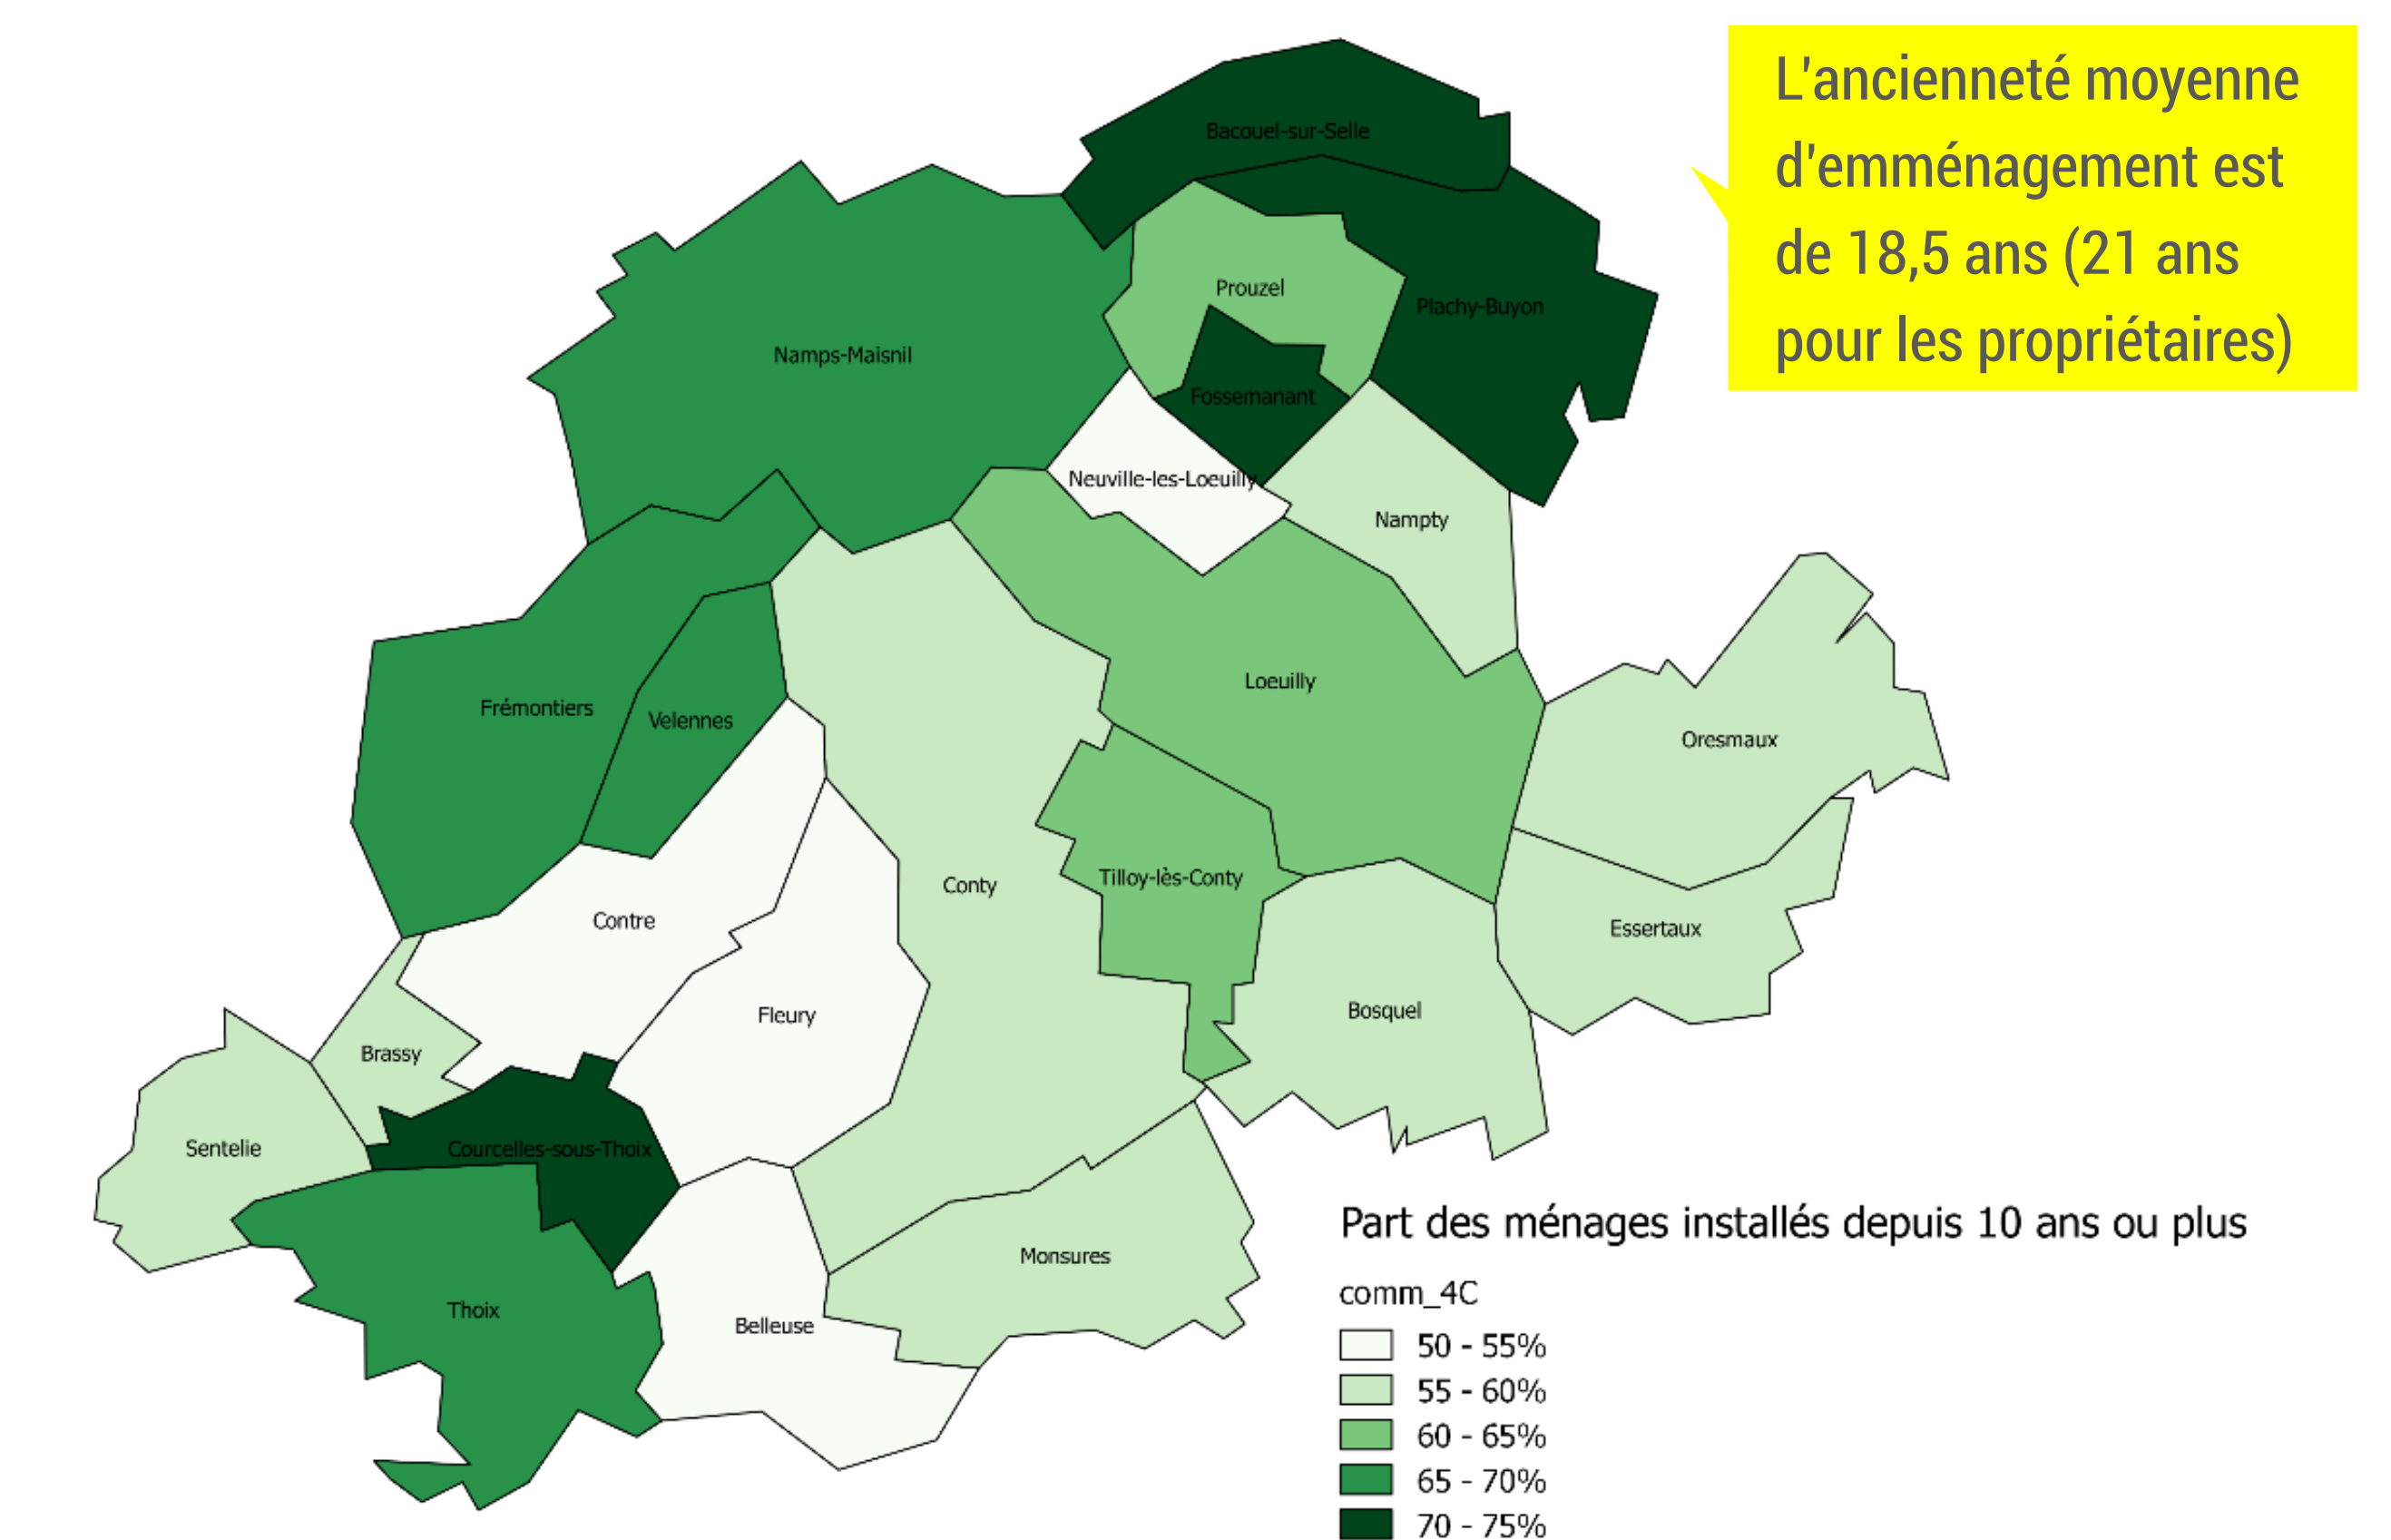 L'ancienneté moyenne
d'emménagement est
de 18,5 ans (21 ans
pour les propriétaires)
Bacouel-sur-Selle
Prouzel
Plachy-Buyon
Namps-Maisnil
Fossemanant
Neuville-les-Loeuilly
Nampty
Loeuilly
Frémontiers
Velennes
Oresmaux
Tilloy-lès-Conty
Conty
Contre
Essertaux
Bosquel
Fleury
Brassy
Sentelie
Courcelles-sous-Thoix
Monsures
Thoix
Belleuse
Part des ménages installés depuis 10 ans ou plus
comm_4C
50 - 55%
55 - 60%
60 - 65%
65 - 70%
70 - 75%